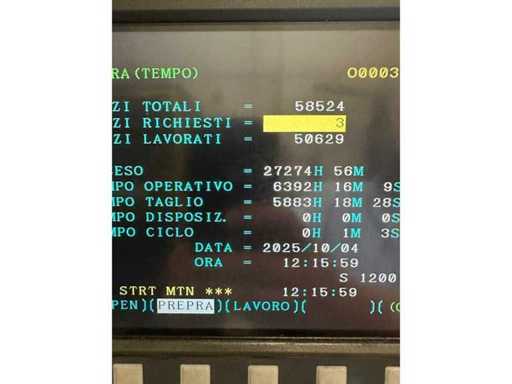 RA(TEMPO) O0003
ZI TOTALI = 58524
ZI RICHIESTI = 3
ZI LAVORATI = 50629
ESO = 27274H 56M
MPO OPERATIVO = 6392H 16M 9S
MPO TAGLIO = 5883H 18M 28S
MPO DISPOSIZ. = 0H 0M 0S
MPO CICLO = 0H 1M 3S
DATA = 2025/10/04
ORA = 12:15:59
S 1200
STRT MTN *** 12:15:59
PEN)(PREPRA)(LAVORO)( )( (O